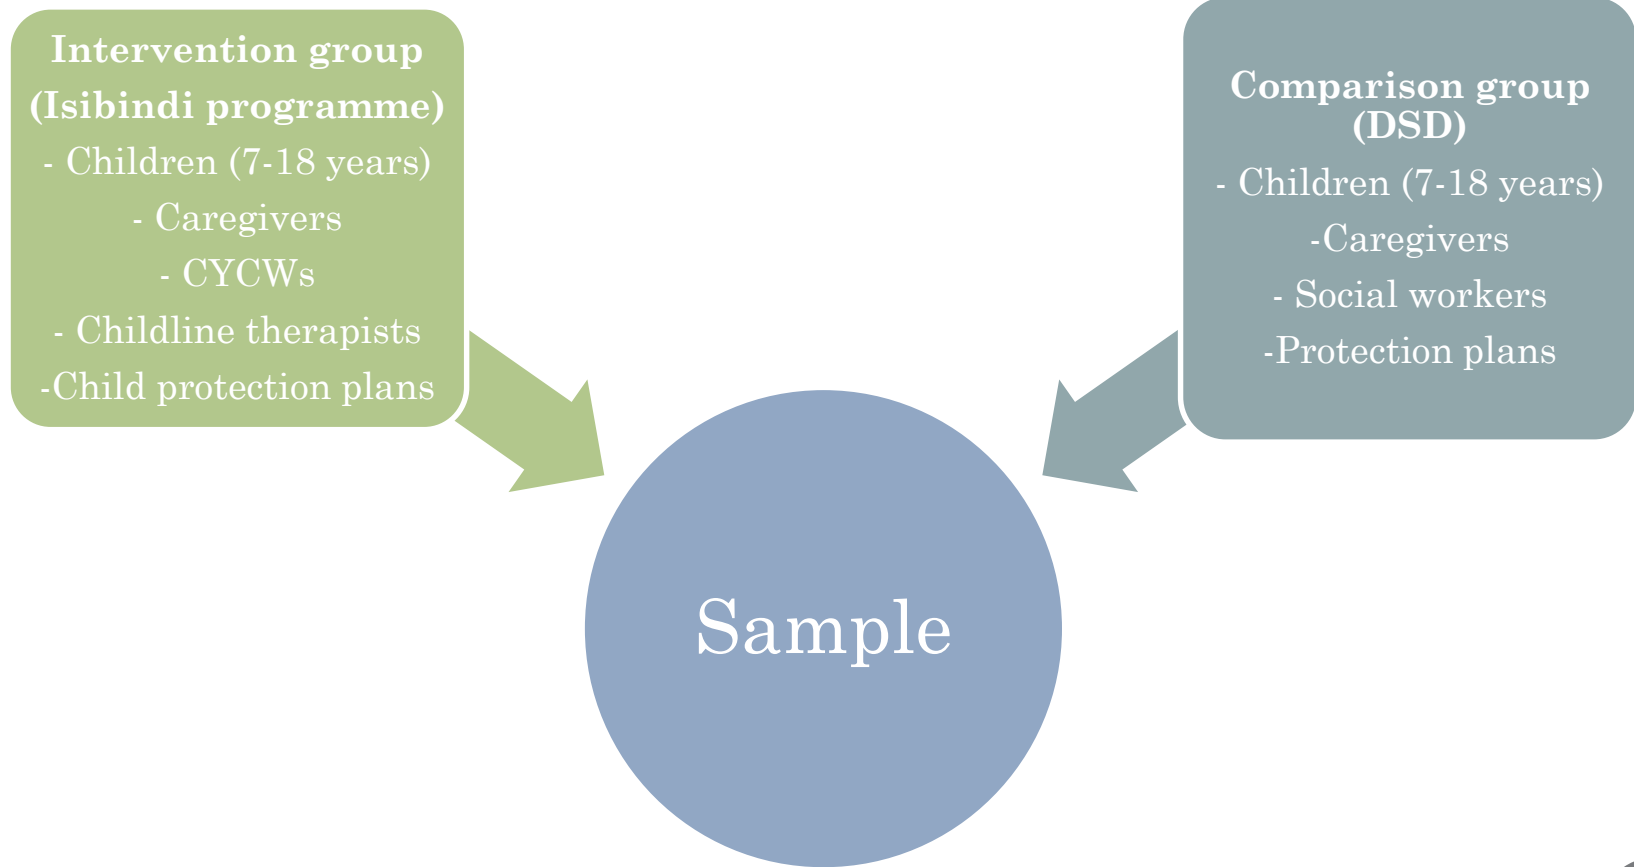 Intervention group
(Isibindi programme)
- Children (7-18 years)
- Caregivers
- CYCWs
- Childline therapists
-Child protection plans
Comparison group
(DSD)
- Children (7-18 years)
-Caregivers
- Social workers
-Protection plans
Sample